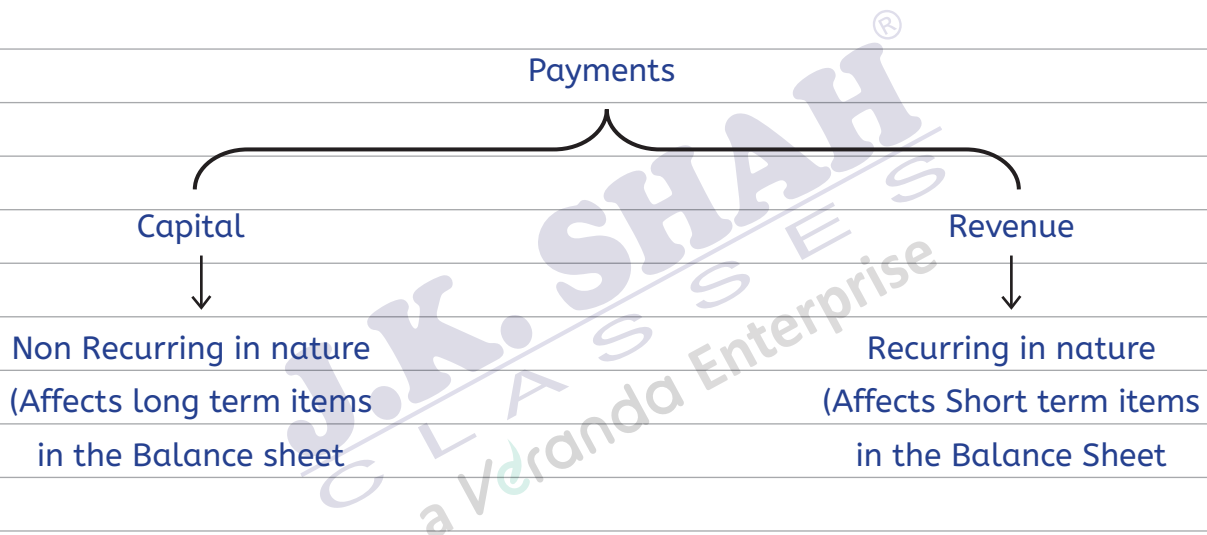 Payments
Capital
Revenue
Non Recurring in nature
(Affects long term items
in the Balance sheet
Recurring in nature
(Affects Short term items
in the Balance Sheet
J.K. SHAH ®
CLASSES
a Veranda Enterprise